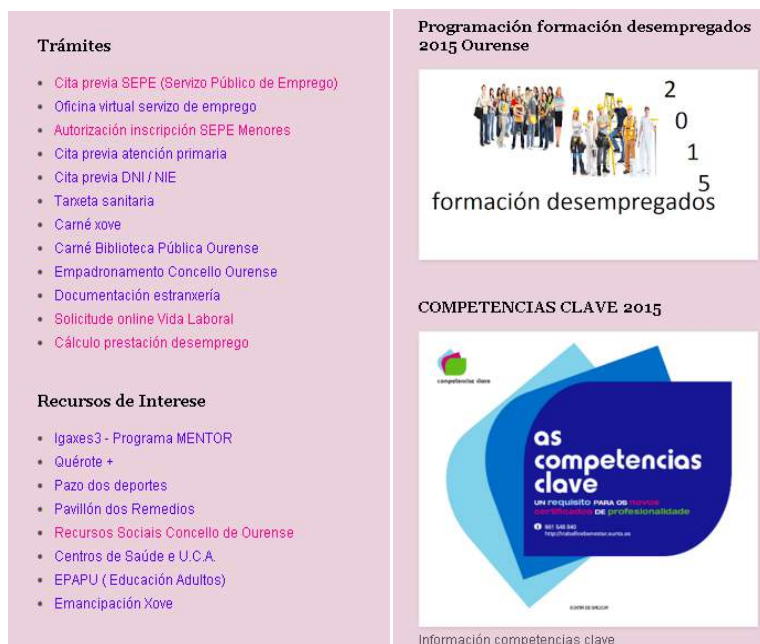 Trámites
Cita previa SEPE (Servizo Público de Emprego)
Oficina virtual servizo de emprego
Autorización inscripción SEPE Menores
Cita previa atención primaria
Cita previa DNI / NIE
Tarxeta sanitaria
Carné xove
Carné Biblioteca Pública Ourense
Empadronamento Concello Ourense
Documentación estranxería
Solicitude online Vida Laboral
Cálculo prestación desemprego
Recursos de Interese
Igaxes3 - Programa MENTOR
Quérote +
Pazo dos deportes
Pavillón dos Remedios
Recursos Sociais Concello de Ourense
Centros de Saúde e U.C.A.
EPAPU ( Educación Adultos)
Emancipación Xove
Programación formación desempregados
2015 Ourense
2
0
1
5
formación desempregados
COMPETENCIAS CLAVE 2015
competencias clave
as
competencias
clave
UN requisito PARA OS novos
certificados DE profesionalidade
XUNTA DE GALICIA
Información competencias clave